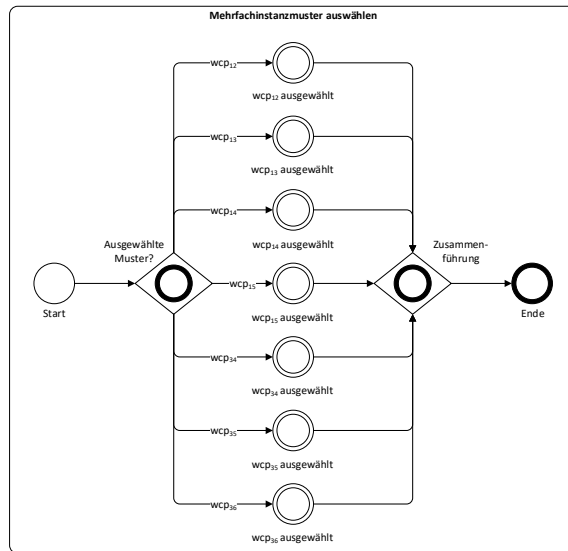 Mehrfachinstanzmuster auswählen
wcp₁₂
wcp₁₂ ausgewählt
wcp₁₃
wcp₁₃ ausgewählt
wcp₁₄
wcp₁₄ ausgewählt
Ausgewählte
Muster?
Zusammen-
führung
wcp₁₅
Start
wcp₁₅ ausgewählt
Ende
wcp₃₄
wcp₃₄ ausgewählt
wcp₃₅
wcp₃₅ ausgewählt
wcp₃₆
wcp₃₆ ausgewählt